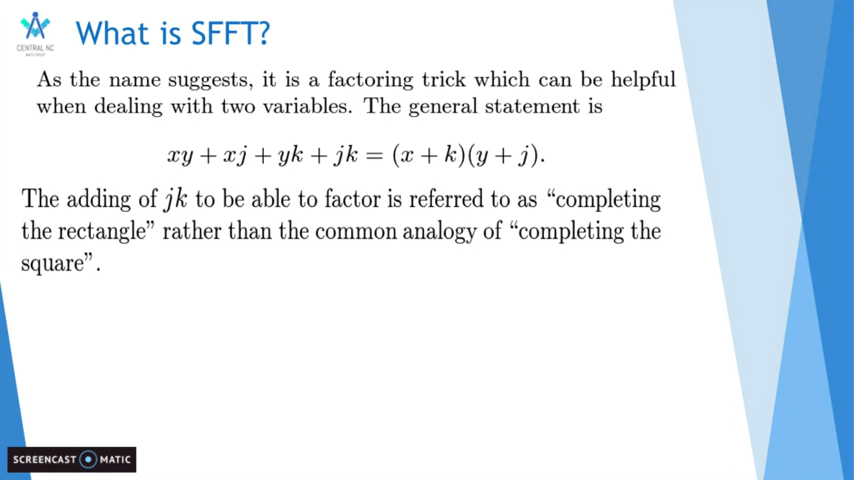 What is SFFT?
CENTRAL NC
As the name suggests, it is a factoring trick which can be helpful
when dealing with two variables. The general statement is
xy + xj + yk + jk = (x + k)(y + j).
The adding of jk to be able to factor is referred to as “completing
the rectangle” rather than the common analogy of “completing the
square”.
SCREENCAST MATIC